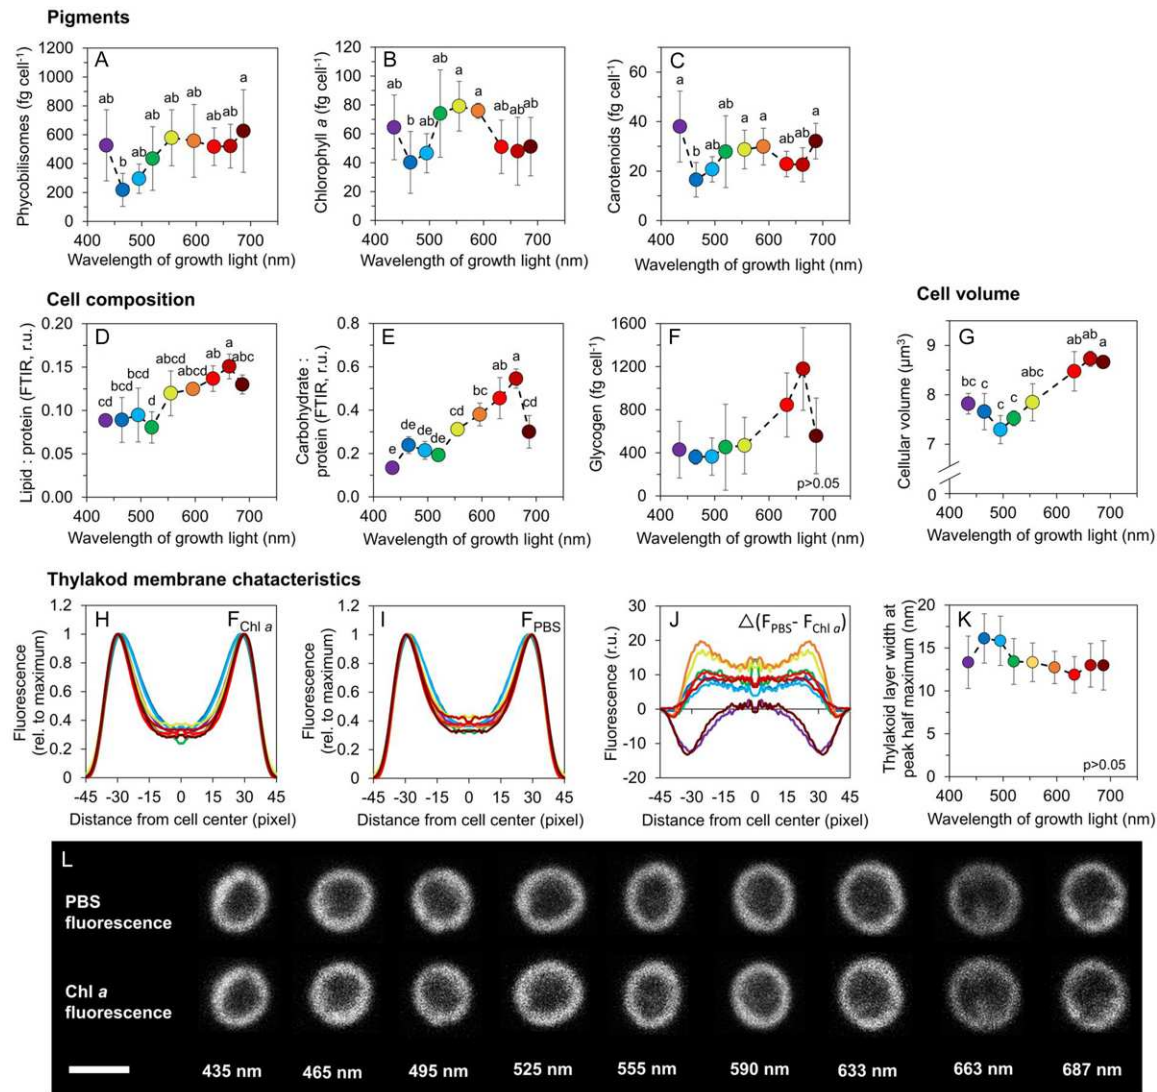 Pigments
A
Phycobilisomes (fg cell-1)
1200
1000
800
600
400
200
0
ab
b
ab
ab
ab
ab
ab
ab
a
400 500 600 700
Wavelength of growth light (nm)
B
Chlorophyll a (fg cell-1)
120
100
80
60
40
20
0
ab
b
ab
ab
a
a
ab
ab
ab
400 500 600 700
Wavelength of growth light (nm)
C
Carotenoids (fg cell-1)
60
40
20
0
a
b
ab
ab
a
a
ab
ab
a
400 500 600 700
Wavelength of growth light (nm)
Cell composition
D
Lipid : protein (FTIR, r.u.)
0.20
0.15
0.10
0.05
0.00
cd
bcd
bcd
d
abcd
abcd
ab
a
abc
400 500 600 700
Wavelength of growth light (nm)
E
Carbohydrate :
protein (FTIR, r.u.)
0.8
0.6
0.4
0.2
0.0
e
de
de
de
cd
bc
ab
a
cd
400 500 600 700
Wavelength of growth light (nm)
F
Glycogen (fg cell-1)
1600
1200
800
400
0
p>0.05
400 500 600 700
Wavelength of growth light (nm)
Cell volume
G
Cellular volume (µm3)
9
8
7
0
bc
c
c
c
abc
ab
ab
a
400 500 600 700
Wavelength of growth light (nm)
Thylakod membrane chatacteristics
H
FChl a
Fluorescence
(rel. to maximum)
1.2
1
0.8
0.6
0.4
0.2
0
-45 -30 -15 0 15 30 45
Distance from cell center (pixel)
I
FPBS
Fluorescence
(rel. to maximum)
1.2
1
0.8
0.6
0.4
0.2
0
-45 -30 -15 0 15 30 45
Distance from cell center (pixel)
J
△(FPBS- FChl a)
Fluorescence (r.u.)
30
20
10
0
-10
-20
-45 -30 -15 0 15 30 45
Distance from cell center (pixel)
K
Thylakoid layer width at
peak half maximum (nm)
20
15
10
5
0
p>0.05
400 500 600 700
Wavelength of growth light (nm)
L
PBS
fluorescence
Chl a
fluorescence
435 nm 465 nm 495 nm 525 nm 555 nm 590 nm 633 nm 663 nm 687 nm